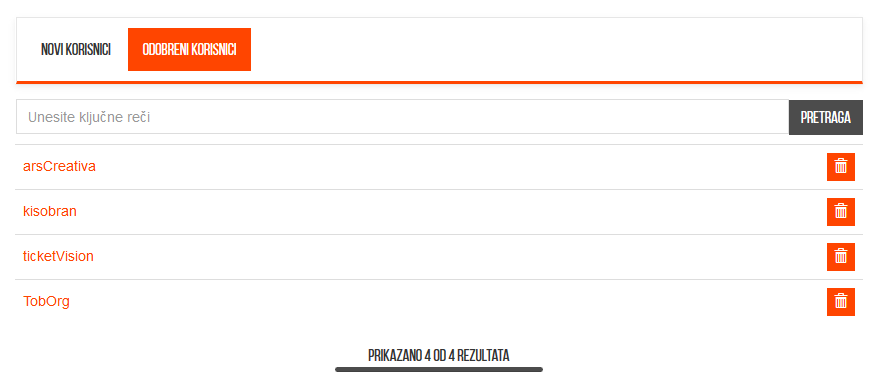 NOVI KORISNICI
ODOBRENI KORISNICI
Unesite ključne reči
PRETRAGA
arsCreativa
kisobran
ticketVision
TobOrg
PRIKAZANO 4 OD 4 REZULTATA